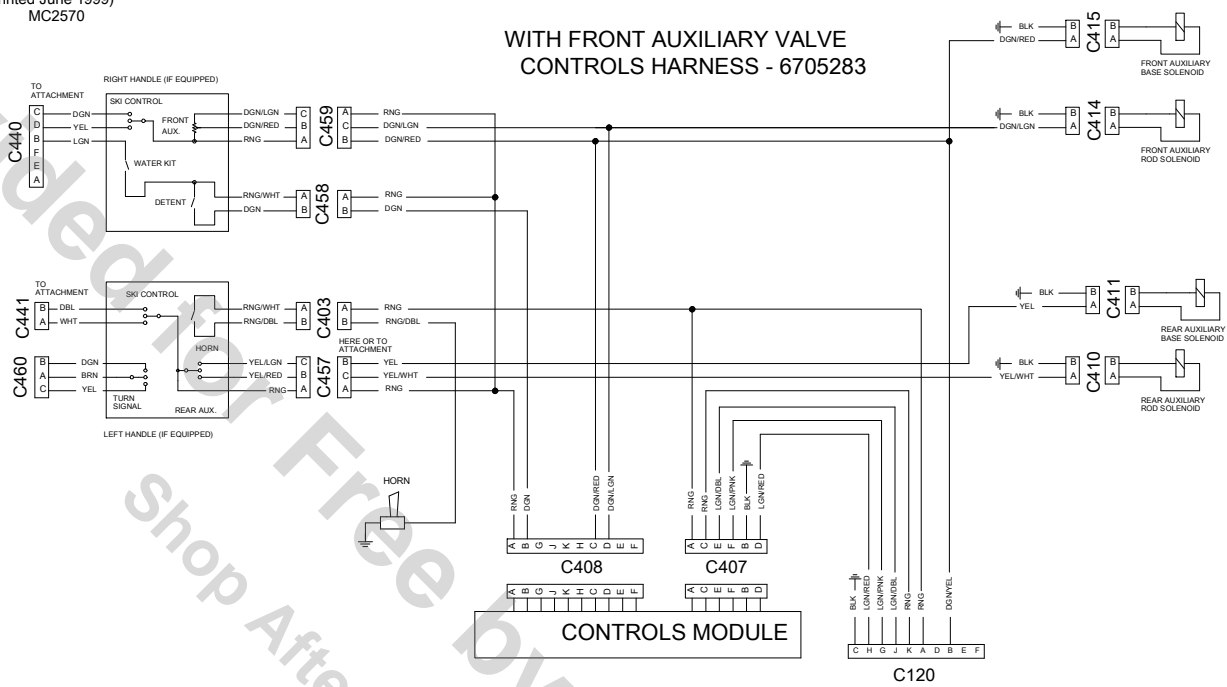 inted June 1999)
MC2570
WITH FRONT AUXILIARY VALVE
CONTROLS HARNESS - 6705283
RIGHT HANDLE (IF EQUIPPED)
TO
ATTACHMENT
C440
C
D
B
F
E
A
DGN
YEL
LGN
SKI CONTROL
FRONT
AUX.
WATER KIT
DETENT
DGN/LGN
DGN/RED
RNG
C
B
A
C459
A
C
B
RNG
DGN/LGN
DGN/RED
RNG/WHT
DGN
A
B
C458
A
B
RNG
DGN
BLK
DGN/RED
B
A
C415
B
A
FRONT AUXILIARY
BASE SOLENOID
BLK
DGN/LGN
B
A
C414
B
A
FRONT AUXILIARY
ROD SOLENOID
TO
ATTACHMENT
C441
B
A
DBL
WHT
SKI CONTROL
HORN
RNG/WHT
RNG/DBL
A
B
C403
A
B
RNG
RNG/DBL
HERE OR TO
ATTACHMENT
C460
B
A
C
DGN
BRN
YEL
TURN
SIGNAL
REAR AUX.
YEL/LGN
YEL/RED
RNG
C
B
A
C457
B
C
A
YEL
YEL/WHT
RNG
LEFT HANDLE (IF EQUIPPED)
BLK
YEL
B
A
C411
B
A
REAR AUXILIARY
BASE SOLENOID
BLK
YEL/WHT
B
A
C410
B
A
REAR AUXILIARY
ROD SOLENOID
HORN
RNG
DGN
DGN/RED
DGN/LGN
A B G J K H C D E F
C408
A B G J K H C D E F
RNG
RNG
LGN/DBL
LGN/PNK
BLK
LGN/RED
A C E F B D
C407
A C E F B D
CONTROLS MODULE
BLK
LGN/RED
LGN/PNK
LGN/DBL
RNG
RNG
DGN/YEL
C H G J K A D B E F
C120
ded for Free by
Shop Afte